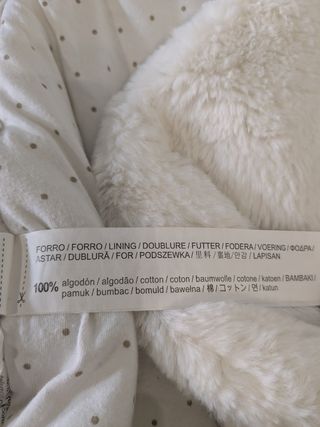 FORRO / FORRO / LINING / DOUBLURE / FUTTER / FODERA / VOERING / ΦΟΔΡΑ /
ASTAR / DUBLURĂ / FOR / PODSZEWKA / 里料 / 裏地 / 안감 / LAPISAN
100% algodón / algodão / cotton / coton / baumwolle / cotone / katoen / BAMBAKI /
pamuk / bumbac / bomuld / bawełna / 棉 / コットン / 면 / katun